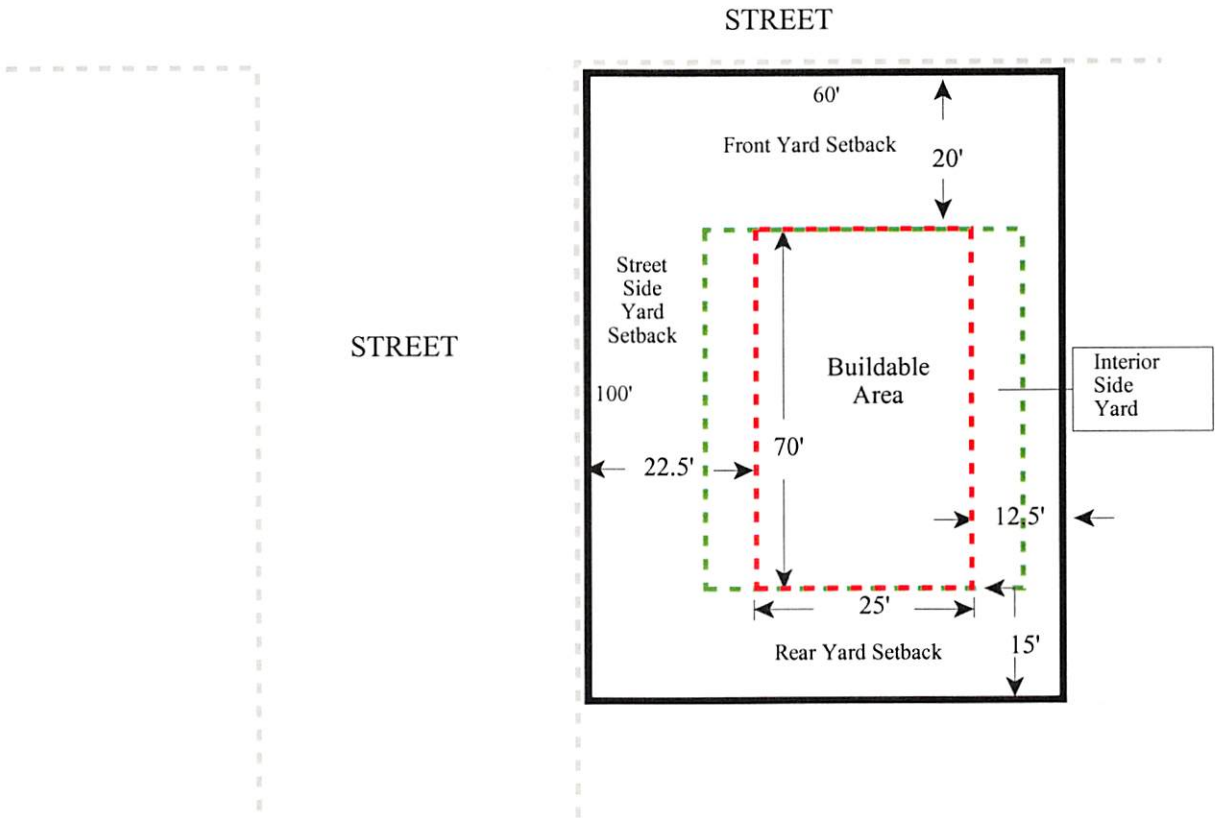 STREET
60'
Front Yard Setback
20'
Street
Side
Yard
Setback
STREET
Buildable
Area
Interior
Side
Yard
100'
70'
22.5'
12.5'
25'
15'
Rear Yard Setback